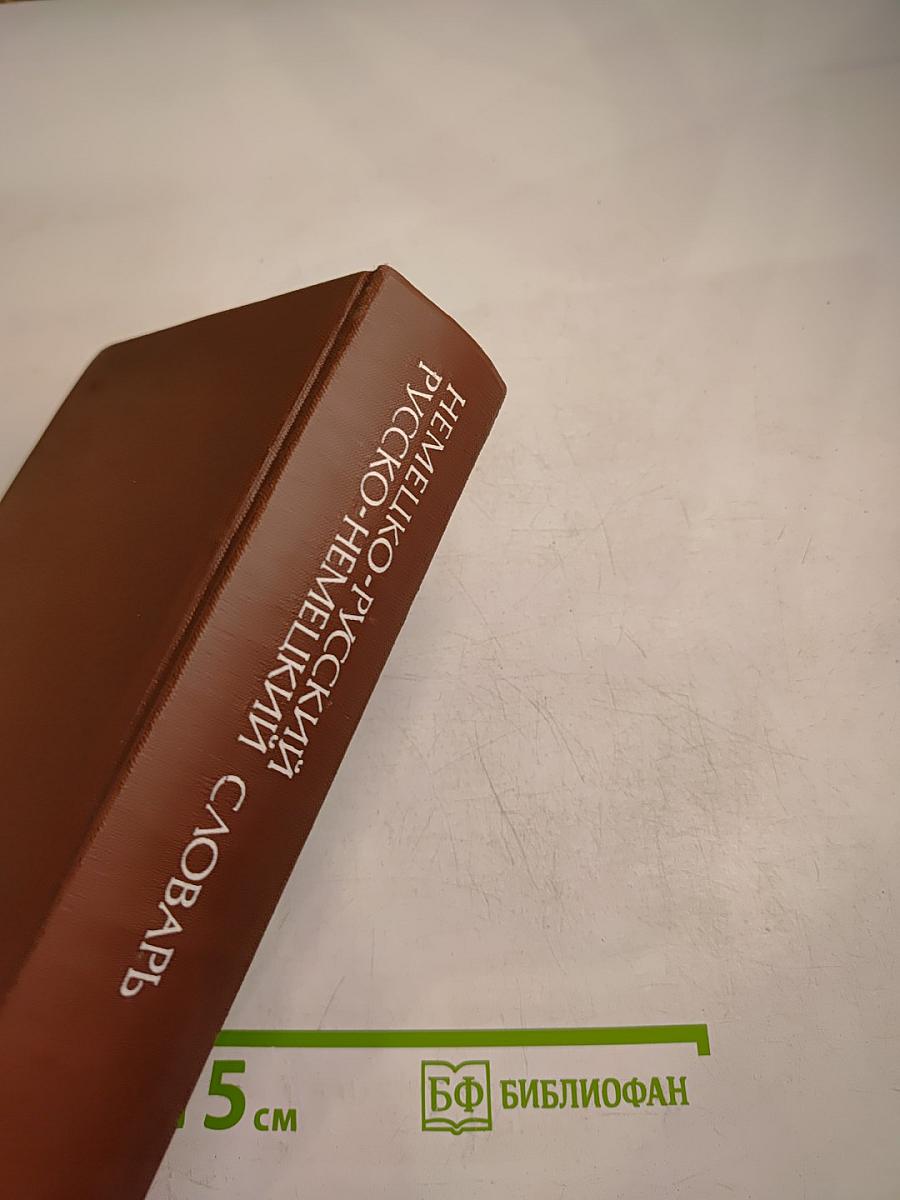 НЕМЕЦКО-РУССКИЙ
РУССКО-НЕМЕЦКИЙ СЛОВАРЬ
5 см
БФ БИБЛИОФАН